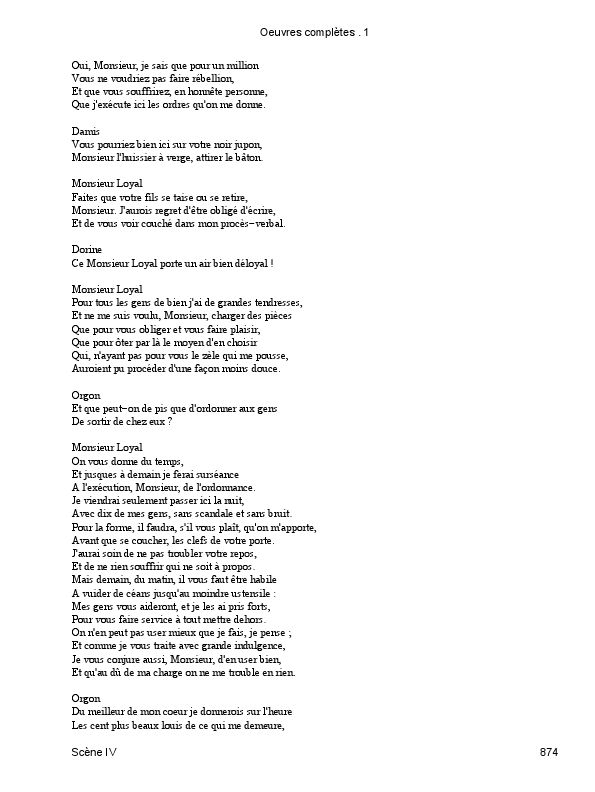 Oeuvres complètes . 1
Oui, Monsieur, je sais que pour un million
Vous ne voudriez pas faire rébellion,
Et que vous souffrirez, en honnête personne,
Que j'exécute ici les ordres qu'on me donne.
Damis
Vous pourriez bien ici sur votre noir jupon,
Monsieur l'huissier à verge, attirer le bâton.
Monsieur Loyal
Faites que votre fils se taise ou se retire,
Monsieur. J'aurois regret d'être obligé d'écrire,
Et de vous voir couché dans mon procès−verbal.
Dorine
Ce Monsieur Loyal porte un air bien déloyal !
Monsieur Loyal
Pour tous les gens de bien j'ai de grandes tendresses,
Et ne me suis voulu, Monsieur, charger des pièces
Que pour vous obliger et vous faire plaisir,
Que pour ôter par là le moyen d'en choisir
Qui, n'ayant pas pour vous le zèle qui me pousse,
Auroient pu procéder d'une façon moins douce.
Orgon
Et que peut−on de pis que d'ordonner aux gens
De sortir de chez eux ?
Monsieur Loyal
On vous donne du temps,
Et jusques à demain je ferai surséance
A l'exécution, Monsieur, de l'ordonnance.
Je viendrai seulement passer ici la nuit,
Avec dix de mes gens, sans scandale et sans bruit.
Pour la forme, il faudra, s'il vous plaît, qu'on m'apporte,
Avant que se coucher, les clefs de votre porte.
J'aurai soin de ne pas troubler votre repos,
Et de ne rien souffrir qui ne soit à propos.
Mais demain, du matin, il vous faut être habile
A vuider de céans jusqu'au moindre ustensile :
Mes gens vous aideront, et je les ai pris forts,
Pour vous faire service à tout mettre dehors.
On n'en peut pas user mieux que je fais, je pense ;
Et comme je vous traite avec grande indulgence,
Je vous conjure aussi, Monsieur, d'en user bien,
Et qu'au dû de ma charge on ne me trouble en rien.
Orgon
Du meilleur de mon coeur je donnerois sur l'heure
Les cent plus beaux louis de ce qui me demeure,
Scène IV
874